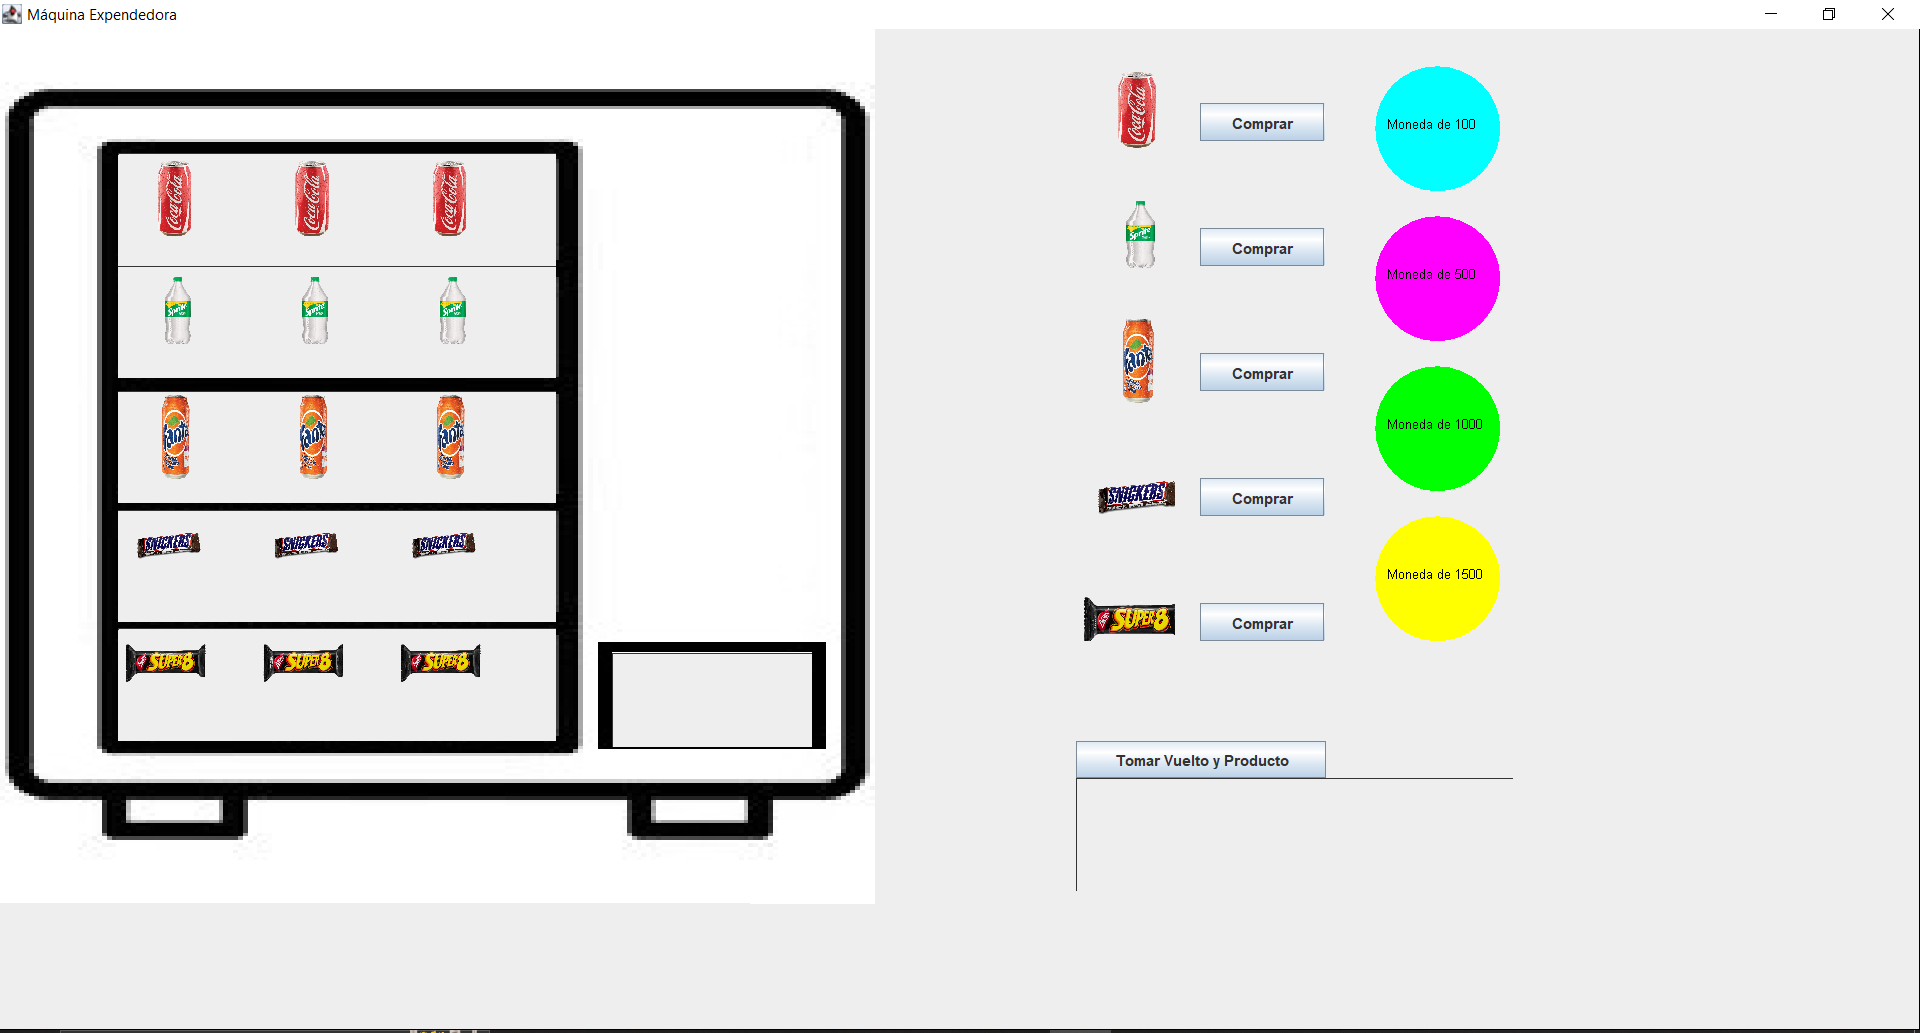 Máquina Expendedora
Coca-Cola
Coca-Cola
Coca-Cola
Sprite
Sprite
Sprite
Fanta
Fanta
Fanta
SNICKERS
SNICKERS
SNICKERS
SUPER8
SUPER8
SUPER8
Coca-Cola
Comprar
Moneda de 100
Sprite
Comprar
Moneda de 500
Fanta
Comprar
Moneda de 1000
SNICKERS
Comprar
Moneda de 1500
SUPER8
Comprar
Tomar Vuelto y Producto